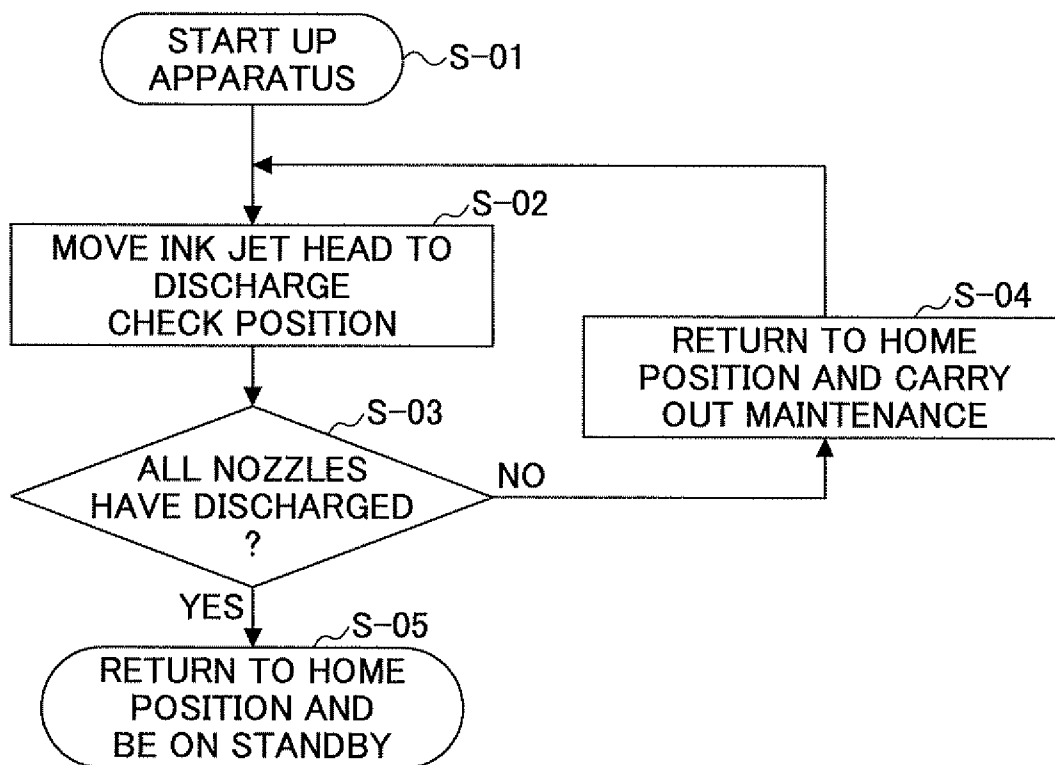 START UP
APPARATUS
S-01
S-02
MOVE INK JET HEAD TO
DISCHARGE
CHECK POSITION
S-04
RETURN TO HOME
POSITION AND CARRY
OUT MAINTENANCE
S-03
ALL NOZZLES
HAVE DISCHARGED
?
NO
YES
S-05
RETURN TO HOME
POSITION AND
BE ON STANDBY